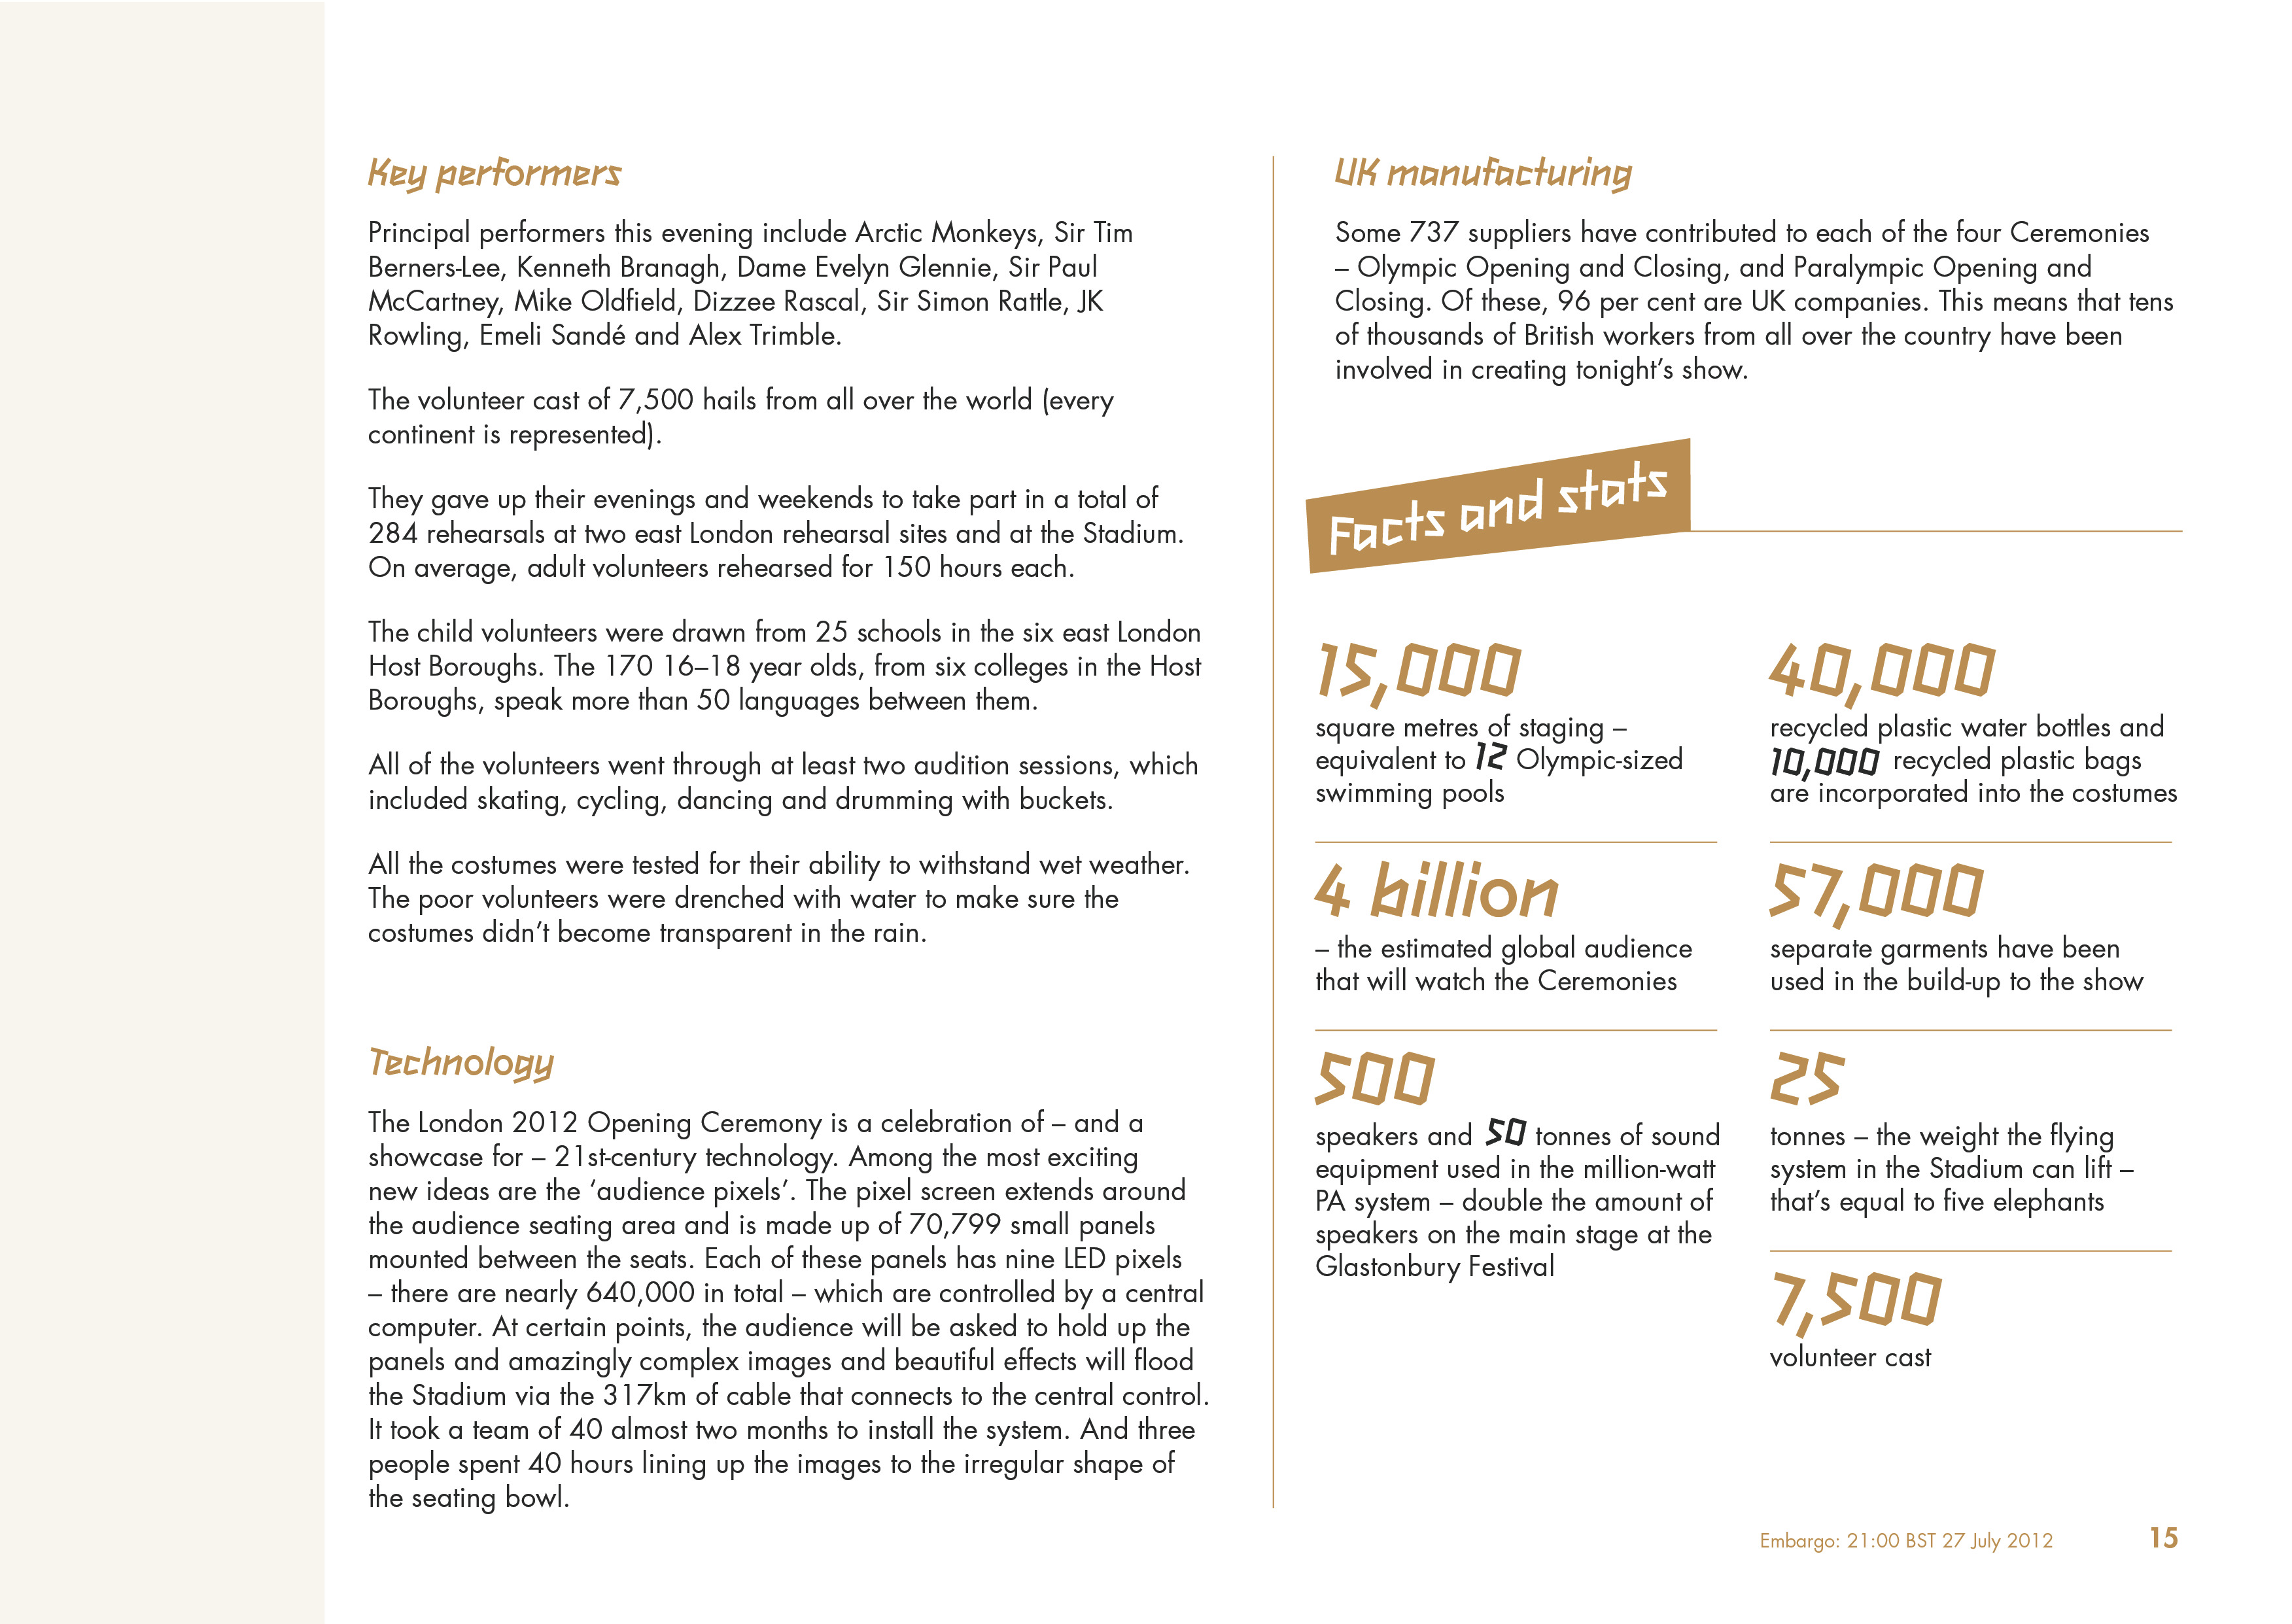 Key performers
Principal performers this evening include Arctic Monkeys, Sir Tim
Berners-Lee, Kenneth Branagh, Dame Evelyn Glennie, Sir Paul
McCartney, Mike Oldfield, Dizzee Rascal, Sir Simon Rattle, JK
Rowling, Emeli Sandé and Alex Trimble.
The volunteer cast of 7,500 hails from all over the world (every
continent is represented).
They gave up their evenings and weekends to take part in a total of
284 rehearsals at two east London rehearsal sites and at the Stadium.
On average, adult volunteers rehearsed for 150 hours each.
The child volunteers were drawn from 25 schools in the six east London
Host Boroughs. The 170 16–18 year olds, from six colleges in the Host
Boroughs, speak more than 50 languages between them.
All of the volunteers went through at least two audition sessions, which
included skating, cycling, dancing and drumming with buckets.
All the costumes were tested for their ability to withstand wet weather.
The poor volunteers were drenched with water to make sure the
costumes didn’t become transparent in the rain.
Technology
The London 2012 Opening Ceremony is a celebration of – and a
showcase for – 21st-century technology. Among the most exciting
new ideas are the ‘audience pixels’. The pixel screen extends around
the audience seating area and is made up of 70,799 small panels
mounted between the seats. Each of these panels has nine LED pixels
– there are nearly 640,000 in total – which are controlled by a central
computer. At certain points, the audience will be asked to hold up the
panels and amazingly complex images and beautiful effects will flood
the Stadium via the 317km of cable that connects to the central control.
It took a team of 40 almost two months to install the system. And three
people spent 40 hours lining up the images to the irregular shape of
the seating bowl.
UK manufacturing
Some 737 suppliers have contributed to each of the four Ceremonies
– Olympic Opening and Closing, and Paralympic Opening and
Closing. Of these, 96 per cent are UK companies. This means that tens
of thousands of British workers from all over the country have been
involved in creating tonight’s show.
Facts and stats
15,000
square metres of staging –
equivalent to 12 Olympic-sized
swimming pools
4 billion
– the estimated global audience
that will watch the Ceremonies
500
speakers and 50 tonnes of sound
equipment used in the million-watt
PA system – double the amount of
speakers on the main stage at the
Glastonbury Festival
40,000
recycled plastic water bottles and
10,000 recycled plastic bags
are incorporated into the costumes
57,000
separate garments have been
used in the build-up to the show
25
tonnes – the weight the flying
system in the Stadium can lift –
that’s equal to five elephants
7,500
volunteer cast
Embargo: 21:00 BST 27 July 2012 15